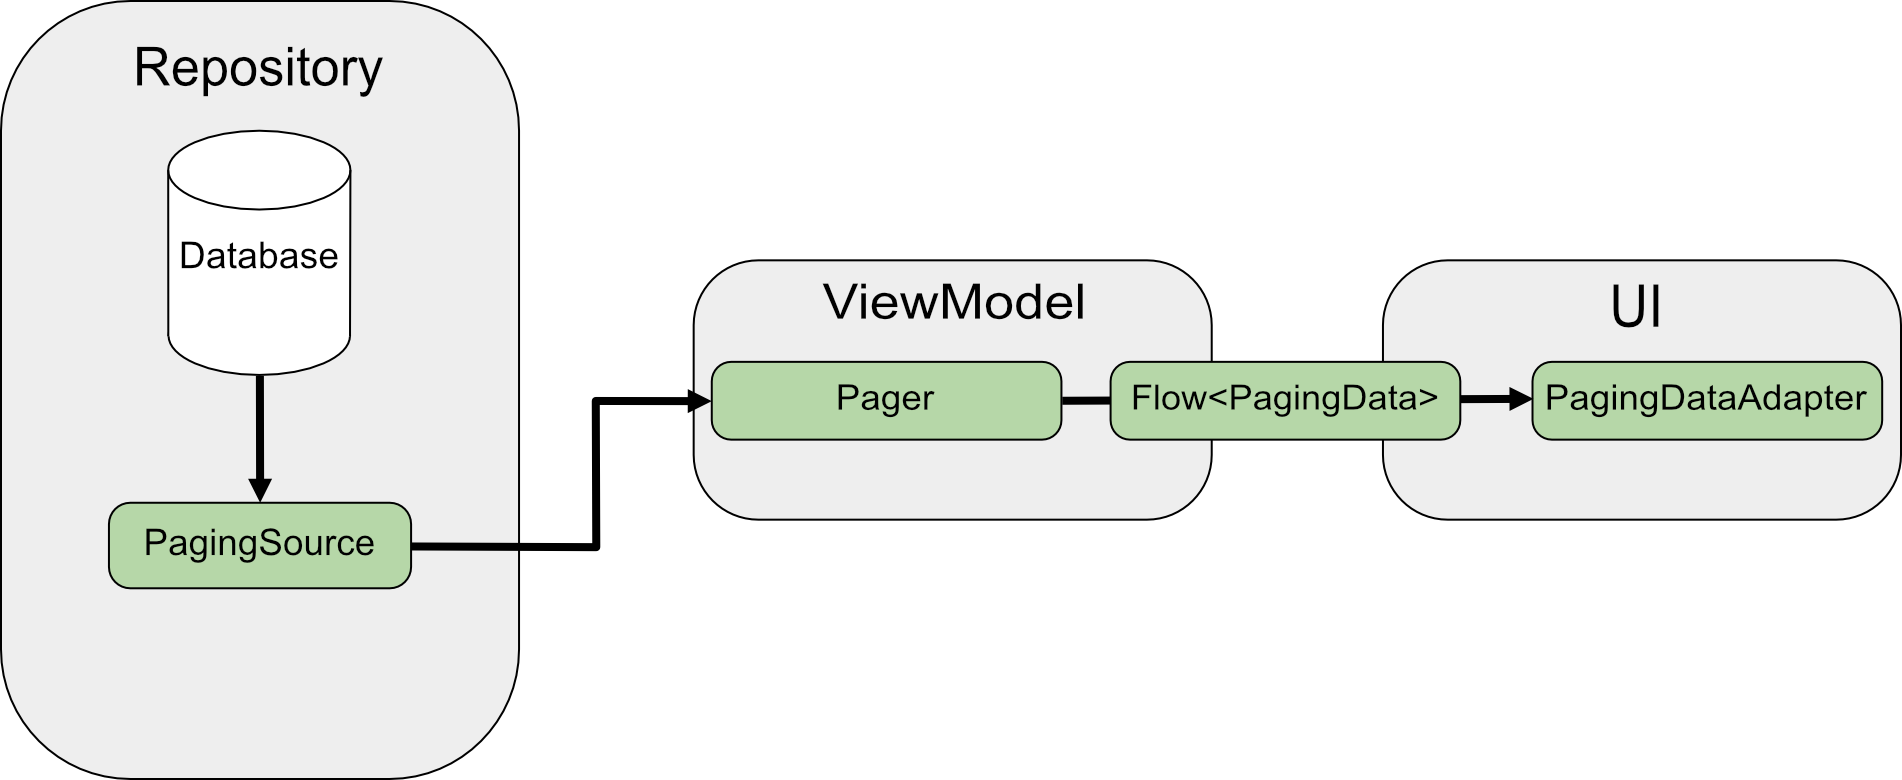 Repository
Database
PagingSource
ViewModel
Pager
Flow<PagingData>
UI
PagingDataAdapter